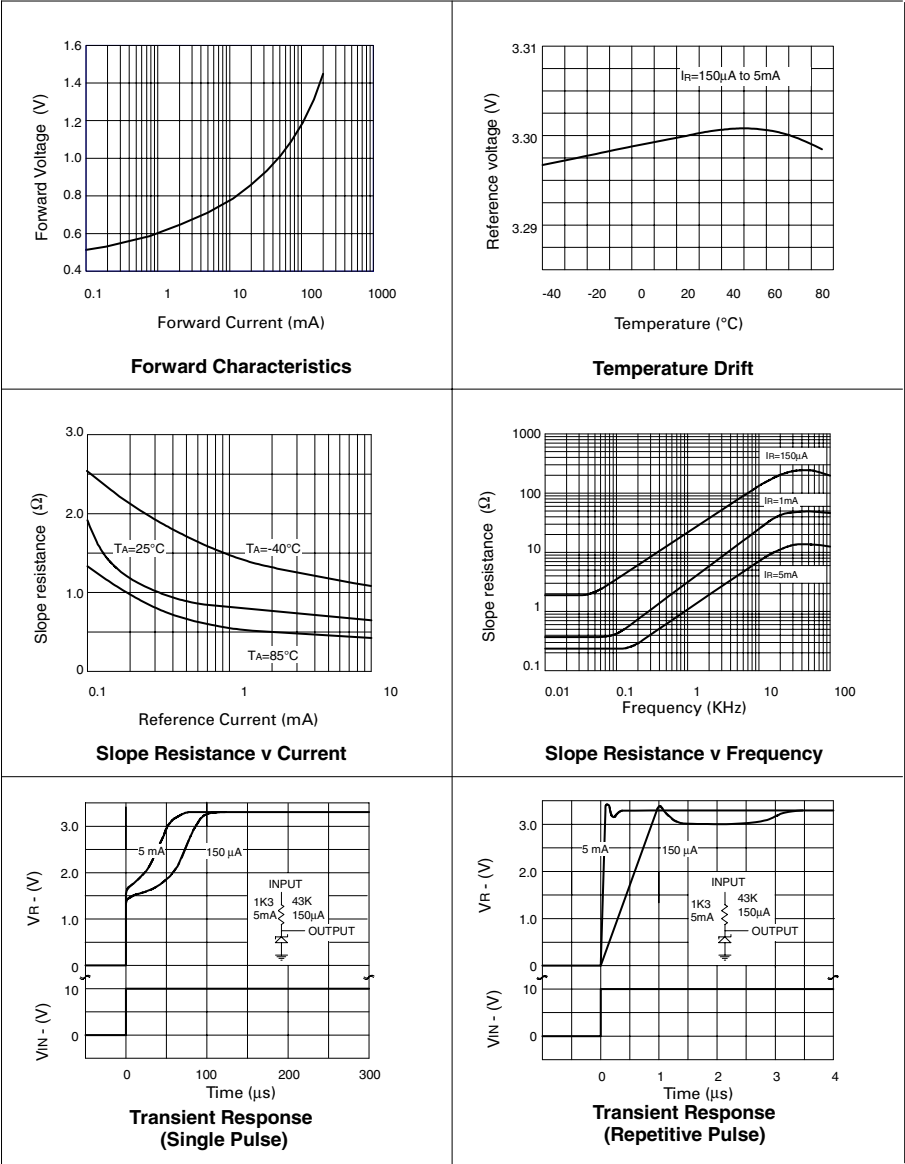 1.6
1.4
1.2
1.0
0.8
0.6
0.4
Forward Voltage (V)
0.1 1 10 100 1000
Forward Current (mA)
Forward Characteristics
3.31
3.30
3.29
Reference voltage (V)
IR=150µA to 5mA
-40 -20 0 20 40 60 80
Temperature (°C)
Temperature Drift
3.0
2.0
1.0
0
Slope resistance (Ω)
TA=25°C
TA=-40°C
TA=85°C
0.1 1 10
Reference Current (mA)
Slope Resistance v Current
1000
100
10
1
0.1
Slope resistance (Ω)
IR=150µA
IR=1mA
IR=5mA
0.01 0.1 1 10 100
Frequency (KHz)
Slope Resistance v Frequency
3.0
2.0
1.0
0
VR - (V)
5 mA
150 µA
INPUT
1K3 43K
5mA 150µA
OUTPUT
10
0
VIN - (V)
0 100 200 300
Time (µs)
Transient Response
(Single Pulse)
3.0
2.0
1.0
0
VR - (V)
5 mA
150 µA
INPUT
1K3 43K
5mA 150µA
OUTPUT
10
0
VIN - (V)
0 1 2 3 4
Time (µs)
Transient Response
(Repetitive Pulse)